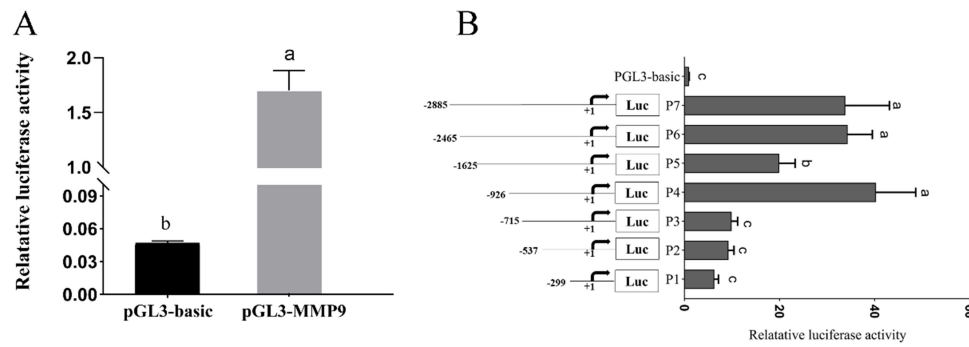 A
Relatative luciferase activity
2.0
1.5
1.0
0.09
0.06
0.03
0.00
b
a
pGL3-basic
pGL3-MMP9
B
PGL3-basic
c
-2885
+1
Luc
P7
a
-2465
+1
Luc
P6
a
-1625
+1
Luc
P5
b
-926
+1
Luc
P4
a
-715
+1
Luc
P3
c
-537
+1
Luc
P2
c
-299
+1
Luc
P1
c
0
20
40
Relatative luciferase activity